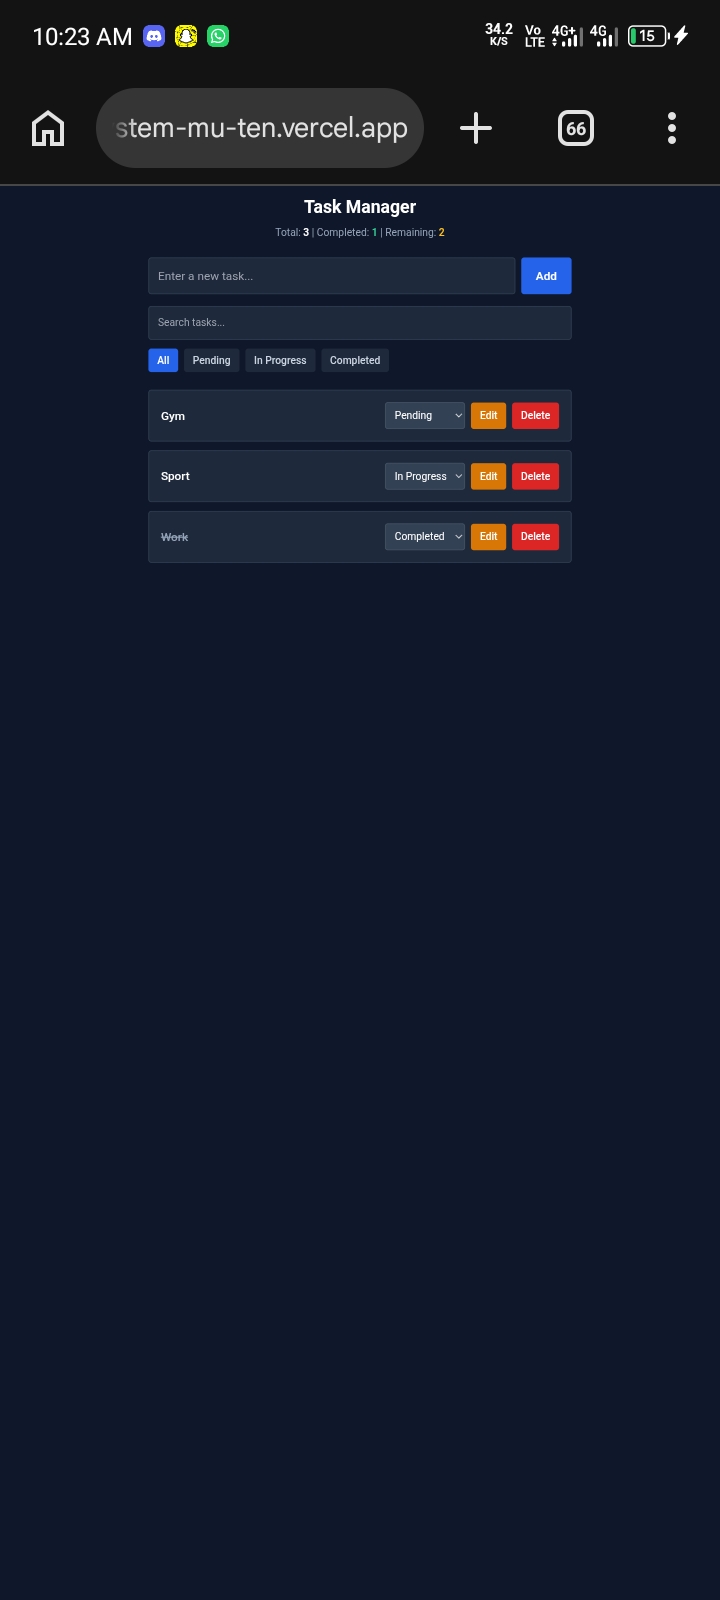 10:23 AM 34.2 K/S Vo LTE 4G+ 4G 15
stem-mu-ten.vercel.app 66
Task Manager
Total: 3 | Completed: 1 | Remaining: 2
Enter a new task... Add
Search tasks...
All Pending In Progress Completed
Gym Pending Edit Delete
Sport In Progress Edit Delete
Work Completed Edit Delete